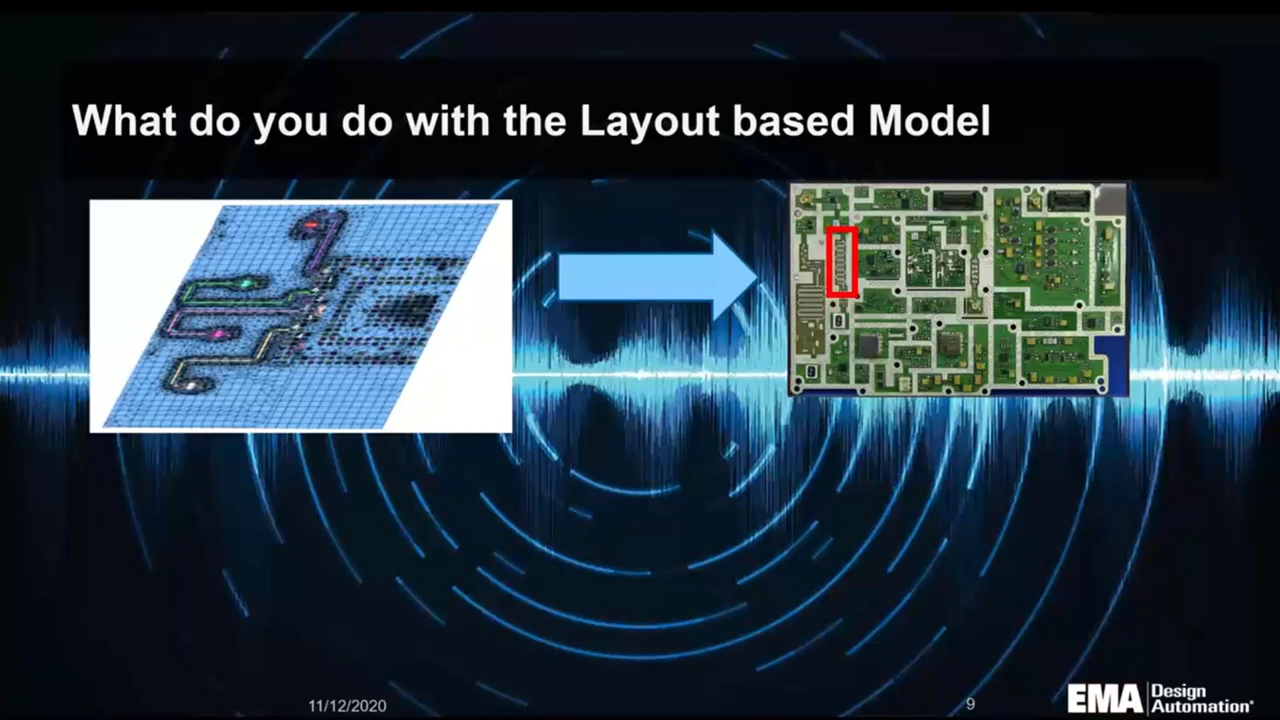 What do you do with the Layout based Model
11/12/2020
9
EMA Design
Automation®